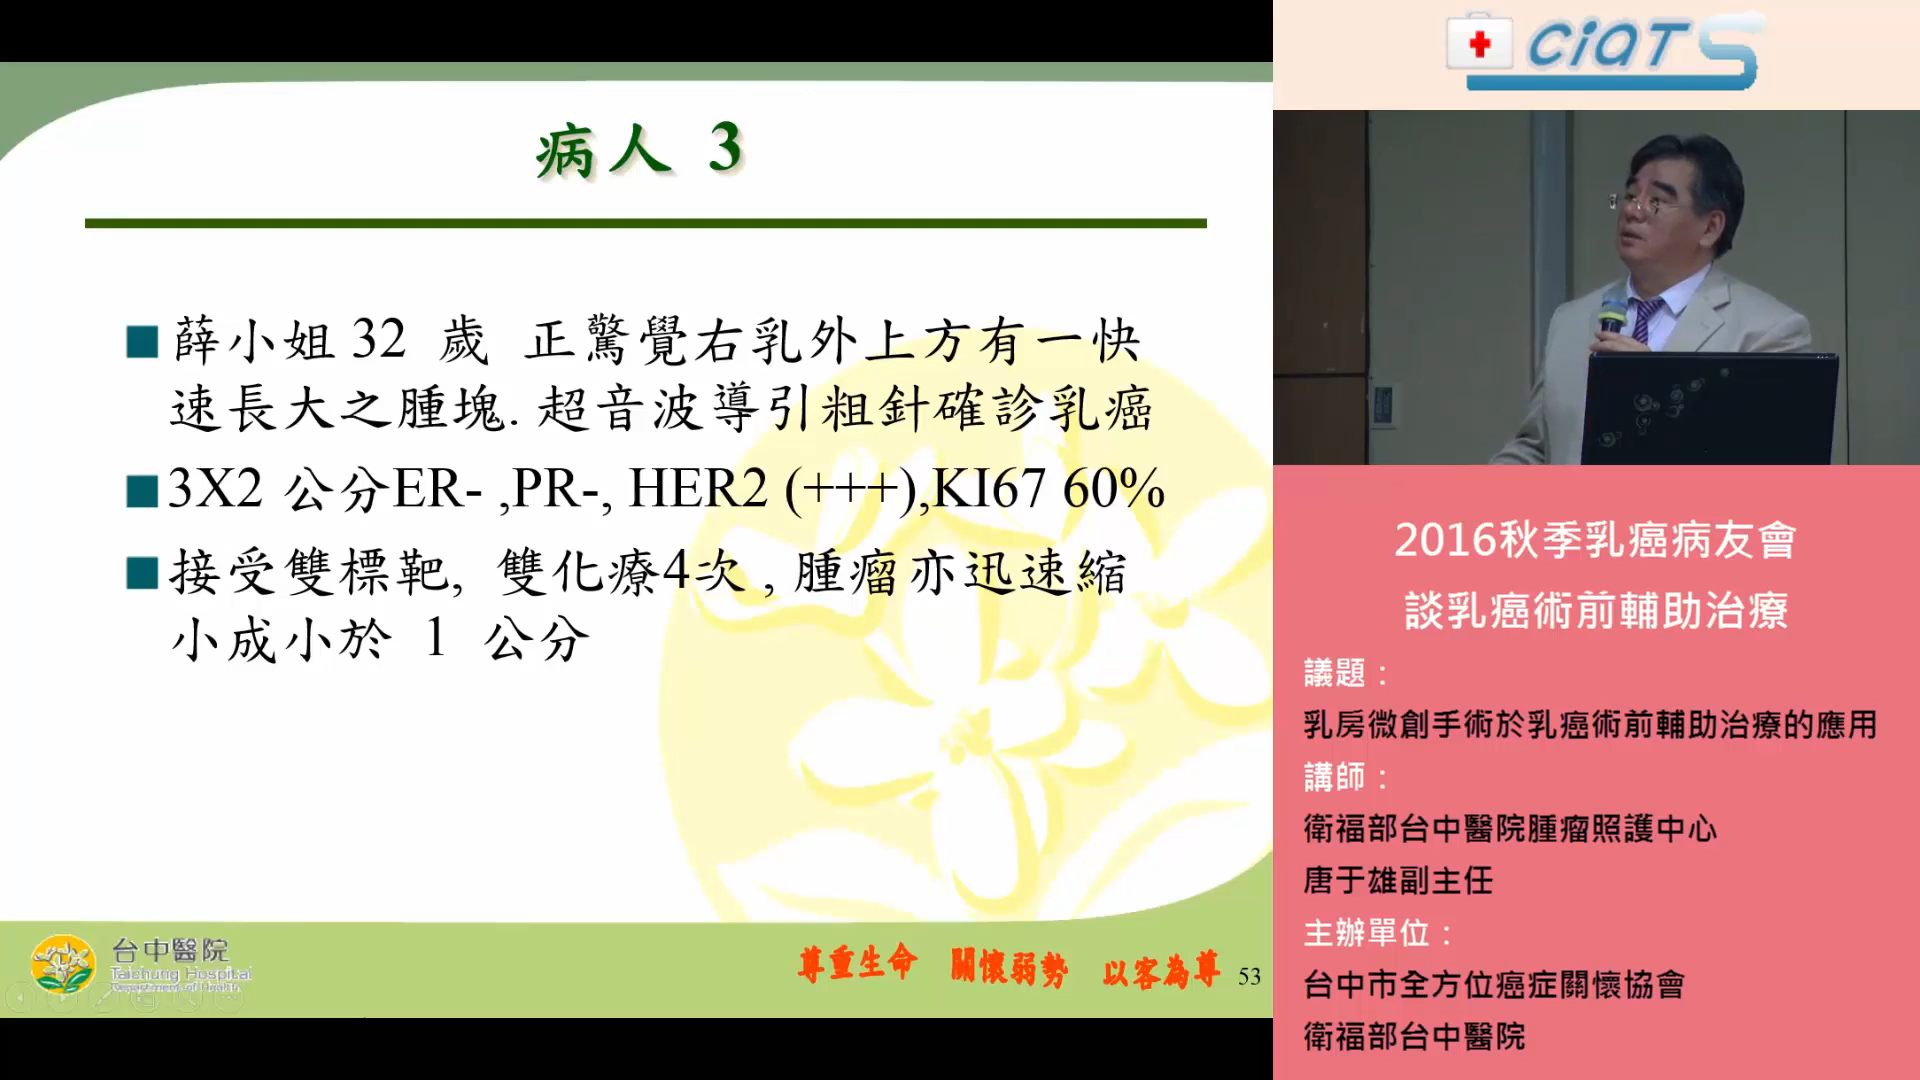 病人 3
薛小姐 32 歲 正驚覺右乳外上方有一快
速長大之腫塊. 超音波導引粗針確診乳癌
3X2 公分ER- ,PR-, HER2 (+++),KI67 60%
接受雙標靶, 雙化療4次 , 腫瘤亦迅速縮
小成小於 1 公分
台中醫院
Taichung Hospital
Department of Health
尊重生命 關懷弱勢 以客為尊 53
CiATS
2016秋季乳癌病友會
談乳癌術前輔助治療
議題：
乳房微創手術於乳癌術前輔助治療的應用
講師：
衛福部台中醫院腫瘤照護中心
唐于雄副主任
主辦單位：
台中市全方位癌症關懷協會
衛福部台中醫院